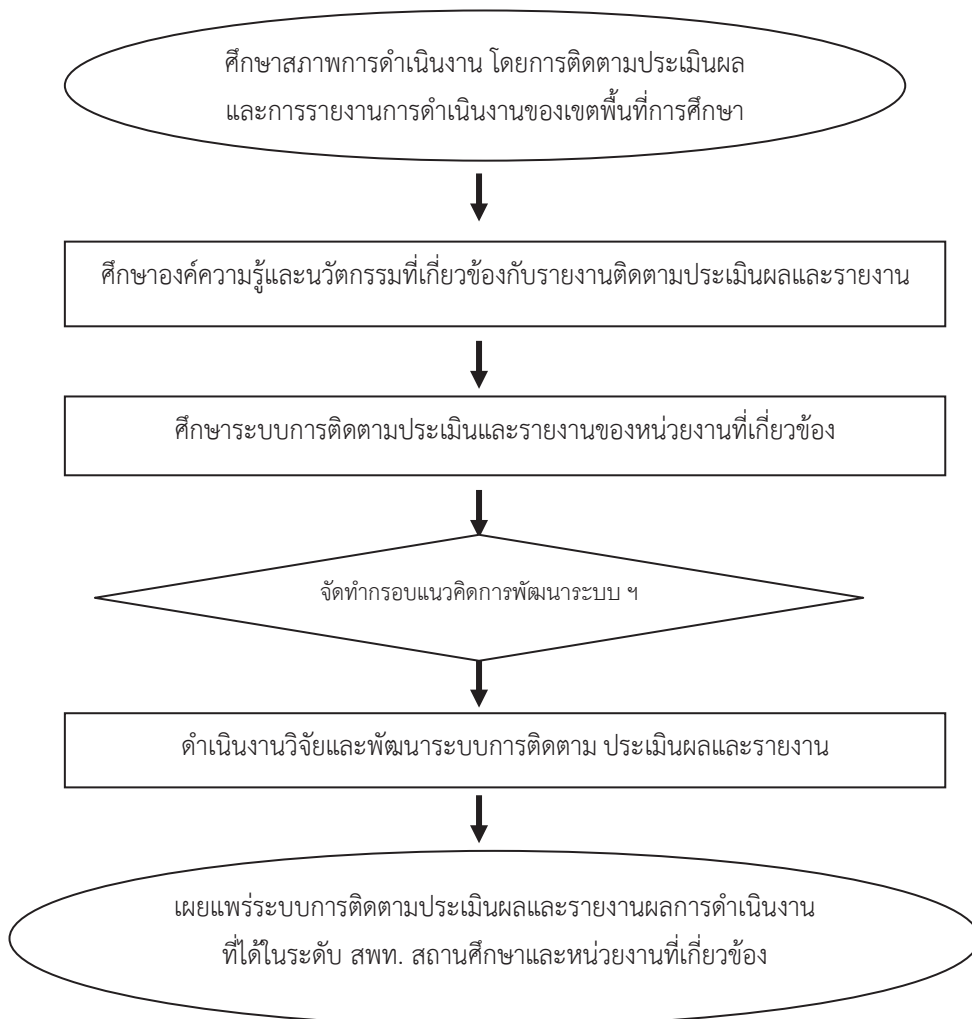 ศึกษาสภาพการดำเนินงาน โดยการติดตามประเมินผล
และการรายงานการดำเนินงานของเขตพื้นที่การศึกษา
ศึกษาองค์ความรู้และนวัตกรรมที่เกี่ยวข้องกับรายงานติดตามประเมินผลและรายงาน
ศึกษาระบบการติดตามประเมินและรายงานของหน่วยงานที่เกี่ยวข้อง
จัดทำกรอบแนวคิดการพัฒนาระบบ ฯ
ดำเนินงานวิจัยและพัฒนาระบบการติดตาม ประเมินผลและรายงาน
เผยแพร่ระบบการติดตามประเมินผลและรายงานผลการดำเนินงาน
ที่ได้ในระดับ สพท. สถานศึกษาและหน่วยงานที่เกี่ยวข้อง